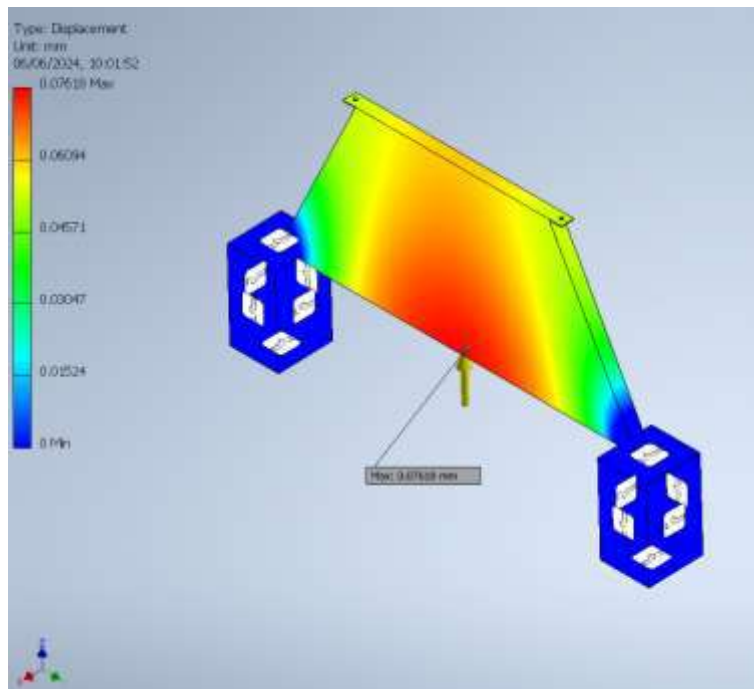 Type: Displacement
Unit: mm
06/06/2024, 10:01:52
0.07618 Max
0.06094
0.04571
0.03047
0.01524
0 Min
Max: 0.07618 mm